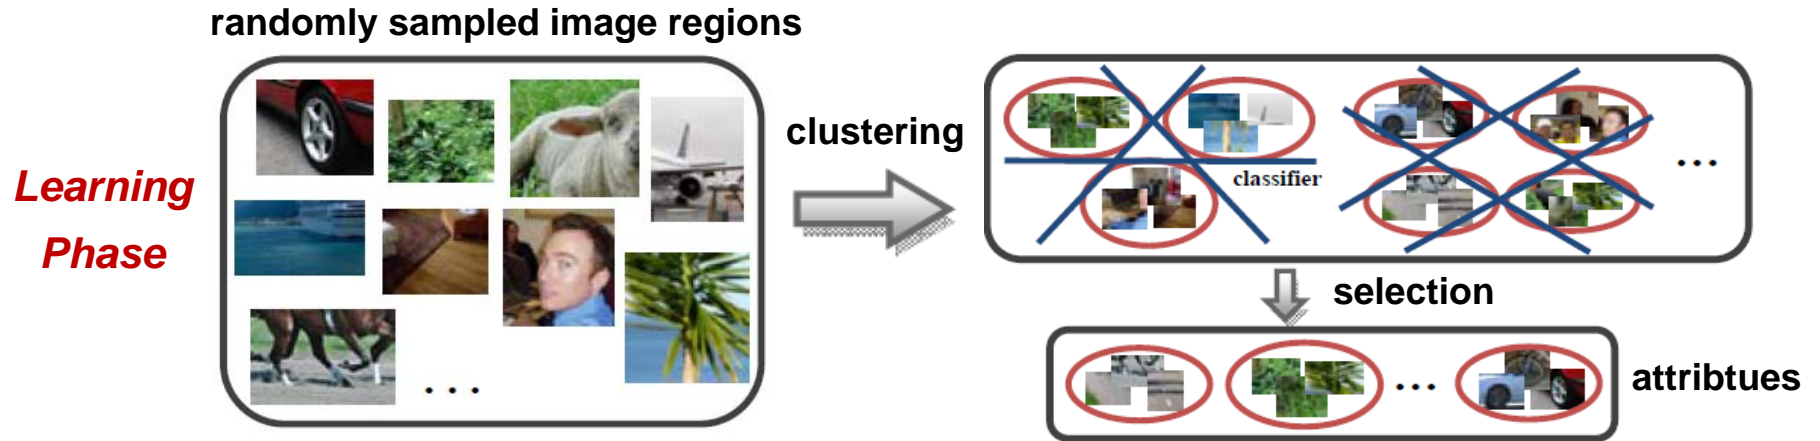 randomly sampled image regions
Learning
Phase
. . .
clustering
classifier
...
selection
...
attribtues